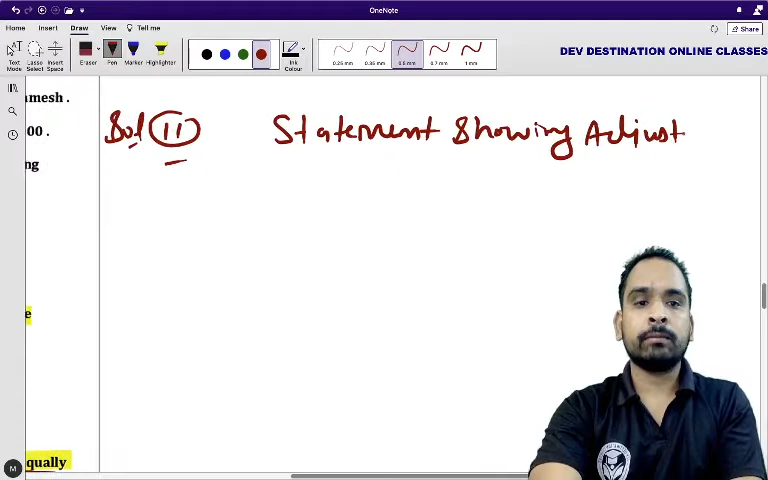 OneNote
Home Insert Draw View Tell me
Share
Text Mode
Lasso Select
Insert Space
Eraser
Pen
Marker
Highlighter
Ink Colour
0.25 mm
0.35 mm
0.5 mm
0.7 mm
1 mm
DEV DESTINATION ONLINE CLASSES
amesh .
00 .
ng
e
qually
Sol 11 Statement Showing Adjust
M